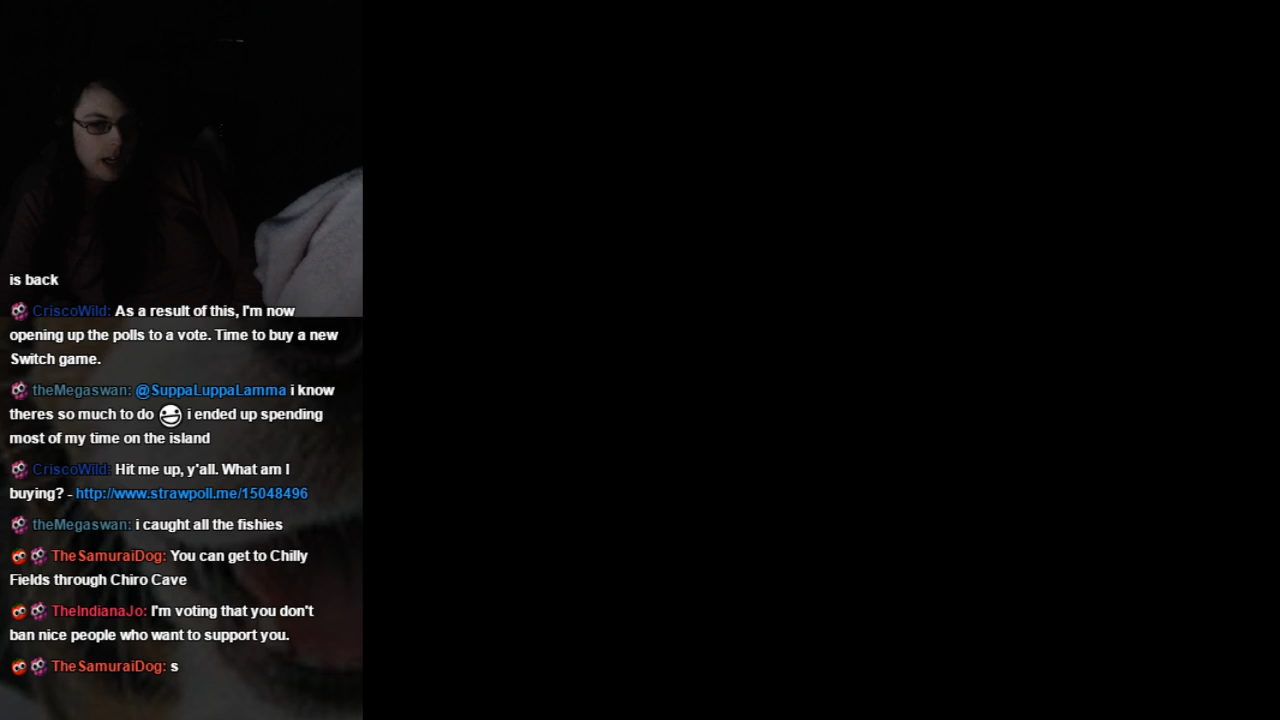 is back
CriscoWild: As a result of this, I'm now
opening up the polls to a vote. Time to buy a new
Switch game.
theMegaswan: @SuppaLuppaLamma i know
theres so much to do i ended up spending
most of my time on the island
CriscoWild: Hit me up, y'all. What am I
buying? - http://www.strawpoll.me/15048496
theMegaswan: i caught all the fishies
TheSamuraiDog: You can get to Chilly
Fields through Chiro Cave
TheIndianaJo: I'm voting that you don't
ban nice people who want to support you.
TheSamuraiDog: s